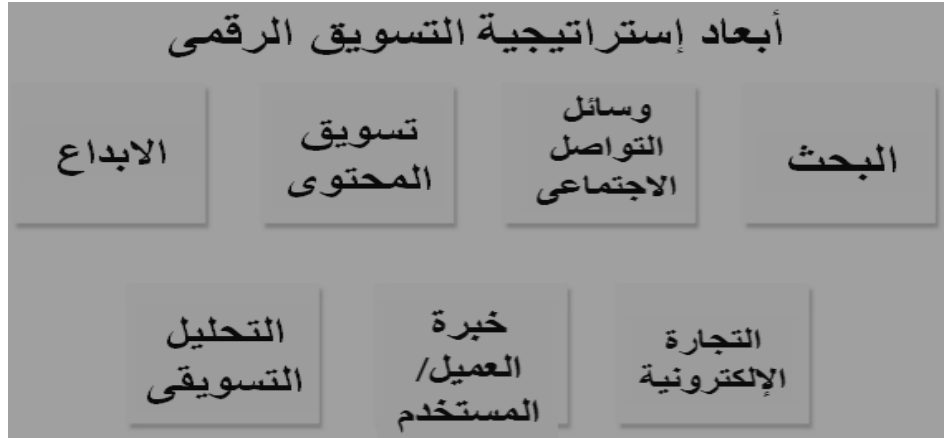 أبعاد إستراتيجية التسويق الرقمى
البحث
وسائل
التواصل
الاجتماعى
تسويق
المحتوى
الابداع
التجارة
الإلكترونية
خبرة
العميل/
المستخدم
التحليل
التسويقى